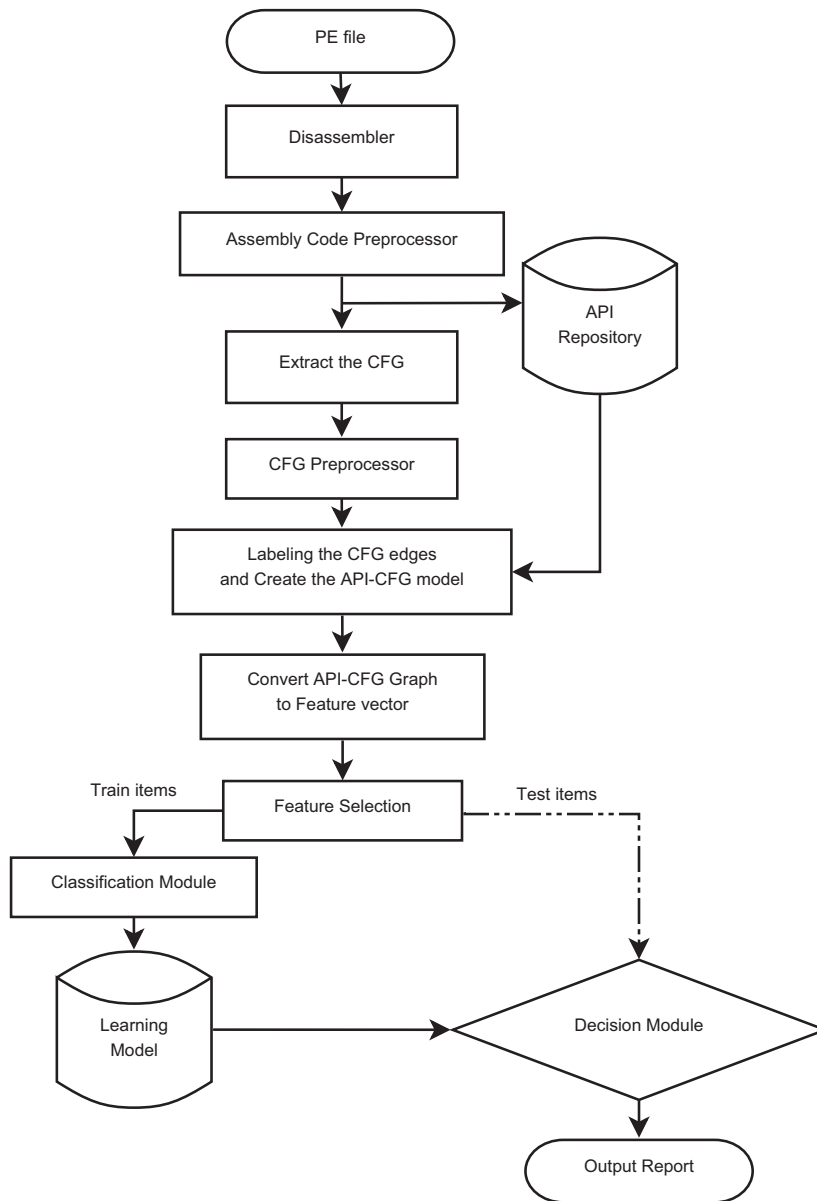 PE file
Disassembler
Assembly Code Preprocessor
API
Repository
Extract the CFG
CFG Preprocessor
Labeling the CFG edges
and Create the API-CFG model
Convert API-CFG Graph
to Feature vector
Train items
Feature Selection
Test items
Classification Module
Learning
Model
Decision Module
Output Report